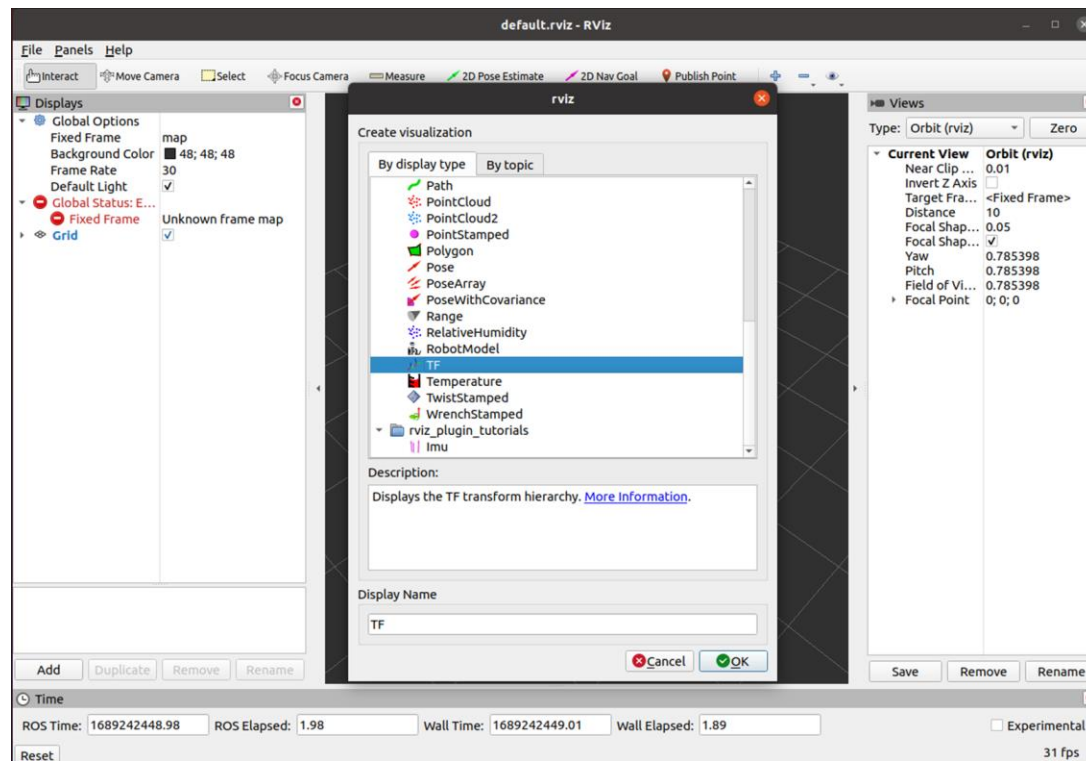 default.rviz - RViz
File Panels Help
Interact Move Camera Select Focus Camera Measure 2D Pose Estimate 2D Nav Goal Publish Point
Displays
Global Options
Fixed Frame map
Background Color 48; 48; 48
Frame Rate 30
Default Light
Global Status: E...
Fixed Frame Unknown frame map
Grid
Add Duplicate Remove Rename
rviz
Create visualization
By display type By topic
Path
PointCloud
PointCloud2
PointStamped
Polygon
Pose
PoseArray
PoseWithCovariance
Range
RelativeHumidity
RobotModel
TF
Temperature
TwistStamped
WrenchStamped
rviz_plugin_tutorials
Imu
Description:
Displays the TF transform hierarchy. More Information.
Display Name
TF
Cancel OK
Views
Type: Orbit (rviz) Zero
Current View Orbit (rviz)
Near Clip ... 0.01
Invert Z Axis
Target Fra... <Fixed Frame>
Distance 10
Focal Shap... 0.05
Focal Shap...
Yaw 0.785398
Pitch 0.785398
Field of Vi... 0.785398
Focal Point 0; 0; 0
Save Remove Rename
Time
ROS Time: 1689242448.98 ROS Elapsed: 1.98 Wall Time: 1689242449.01 Wall Elapsed: 1.89 Experimental
Reset 31 fps